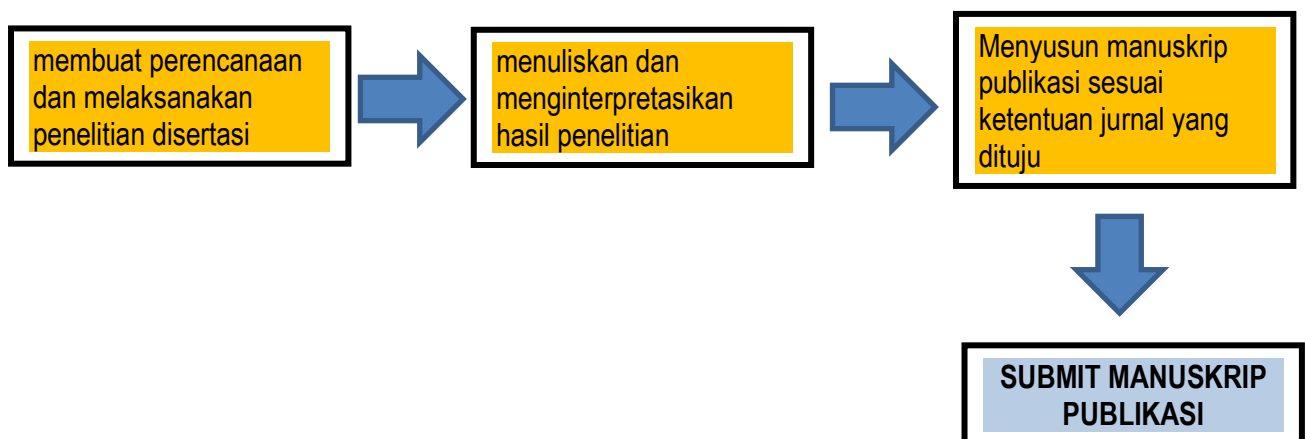 membuat perencanaan
dan melaksanakan
penelitian disertasi
menuliskan dan
menginterpretasikan
hasil penelitian
Menyusun manuskrip
publikasi sesuai
ketentuan jurnal yang
dituju
SUBMIT MANUSKRIP
PUBLIKASI